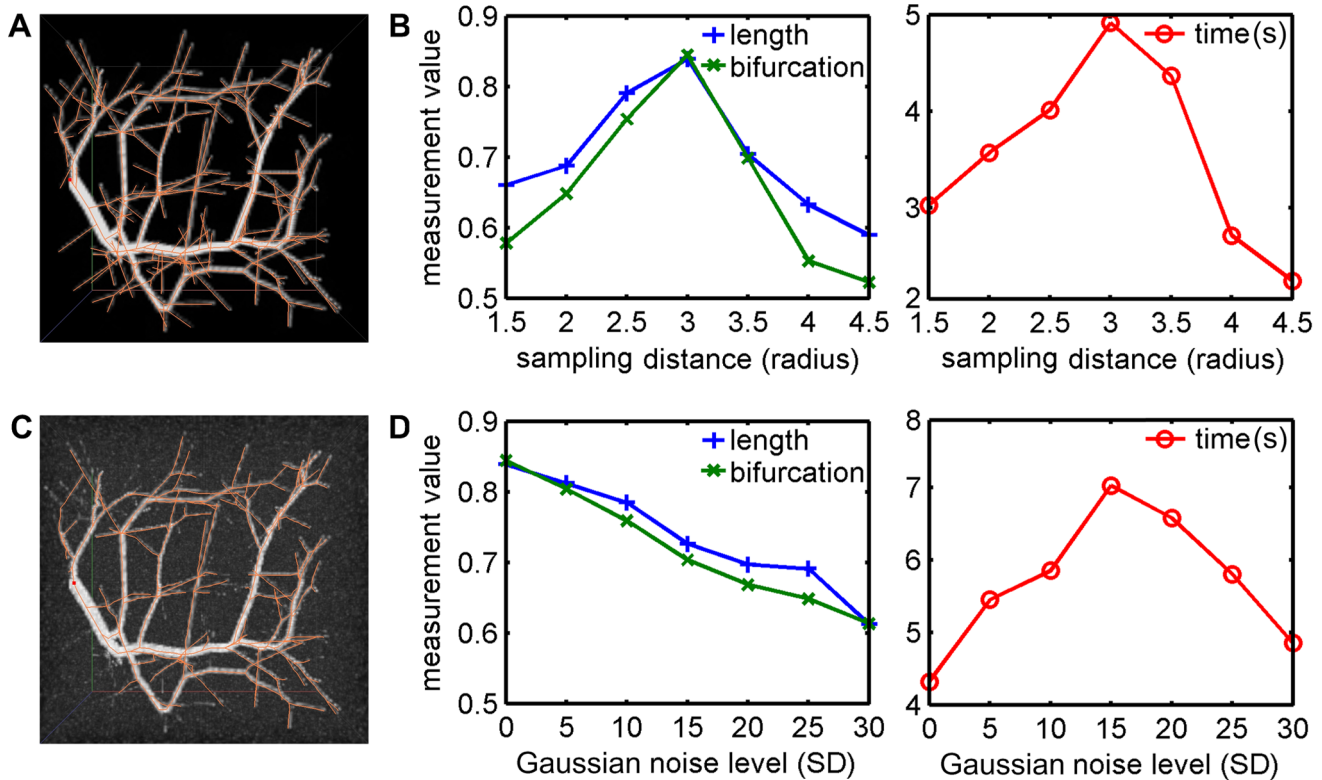 A
B
measurement value
0.9
0.8
0.7
0.6
0.5
length
bifurcation
1.5 2 2.5 3 3.5 4 4.5
sampling distance (radius)
5
4
3
2
time(s)
1.5 2 2.5 3 3.5 4 4.5
sampling distance (radius)
C
D
measurement value
0.9
0.8
0.7
0.6
0.5
length
bifurcation
0 5 10 15 20 25 30
Gaussian noise level (SD)
8
7
6
5
4
time(s)
0 5 10 15 20 25 30
Gaussian noise level (SD)